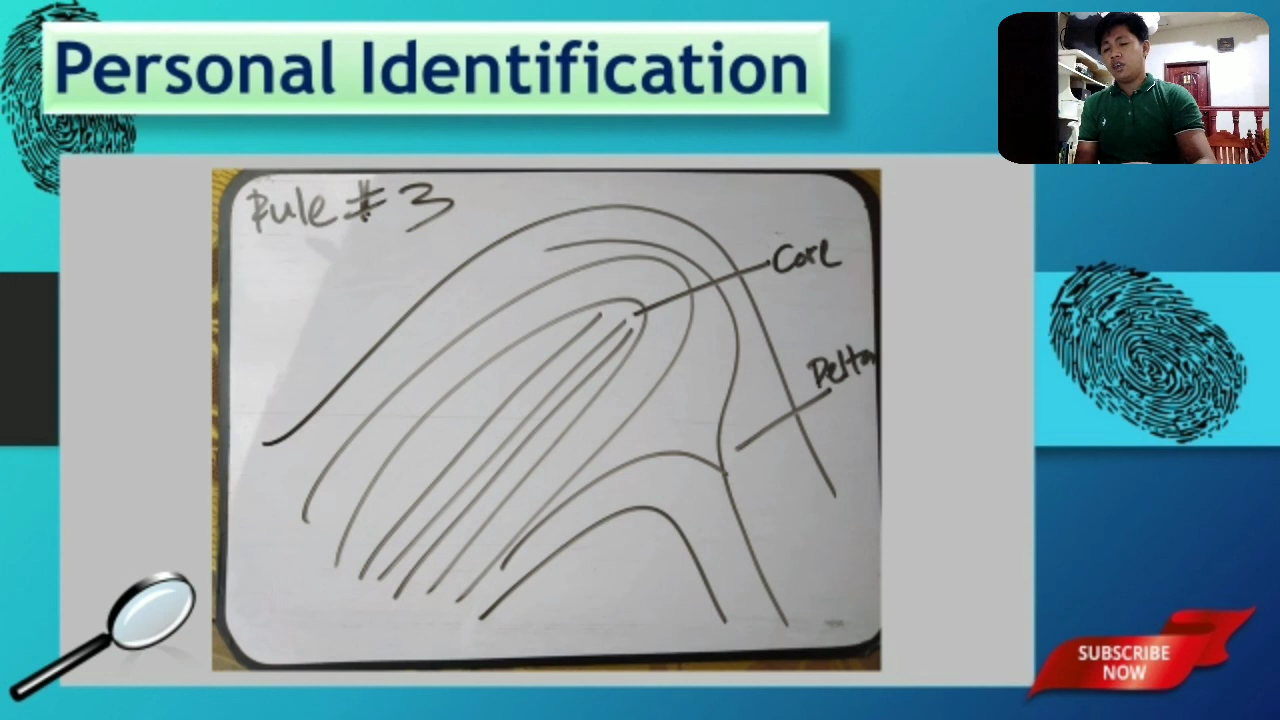 Personal Identification
Rule #3
Core
Delta
SUBSCRIBE
NOW